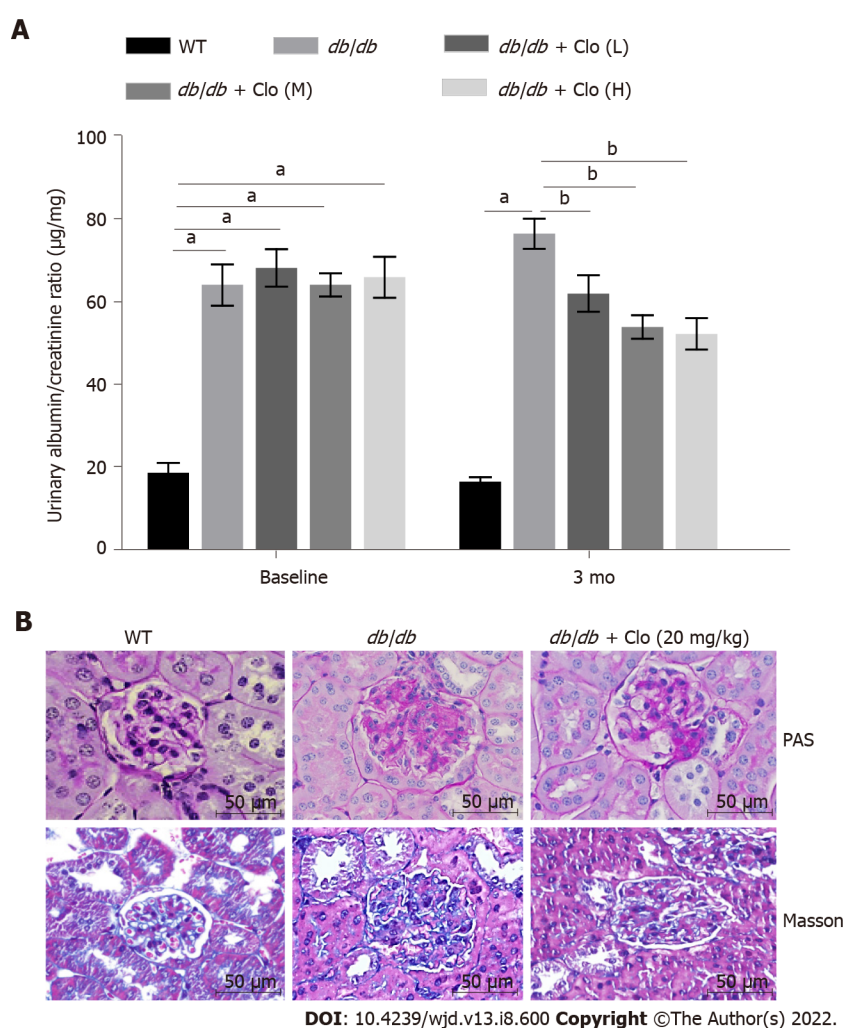 A
WT db/db db/db + Clo (L)
db/db + Clo (M) db/db + Clo (H)
Urinary albumin/creatinine ratio (μg/mg)
100
80
60
40
20
0
a
a
a
a
b
b
a b
Baseline 3 mo
B
WT db/db db/db + Clo (20 mg/kg)
PAS
50 μm 50 μm 50 μm
Masson
50 μm 50 μm 50 μm
DOI: 10.4239/wjd.v13.i8.600 Copyright ©The Author(s) 2022.